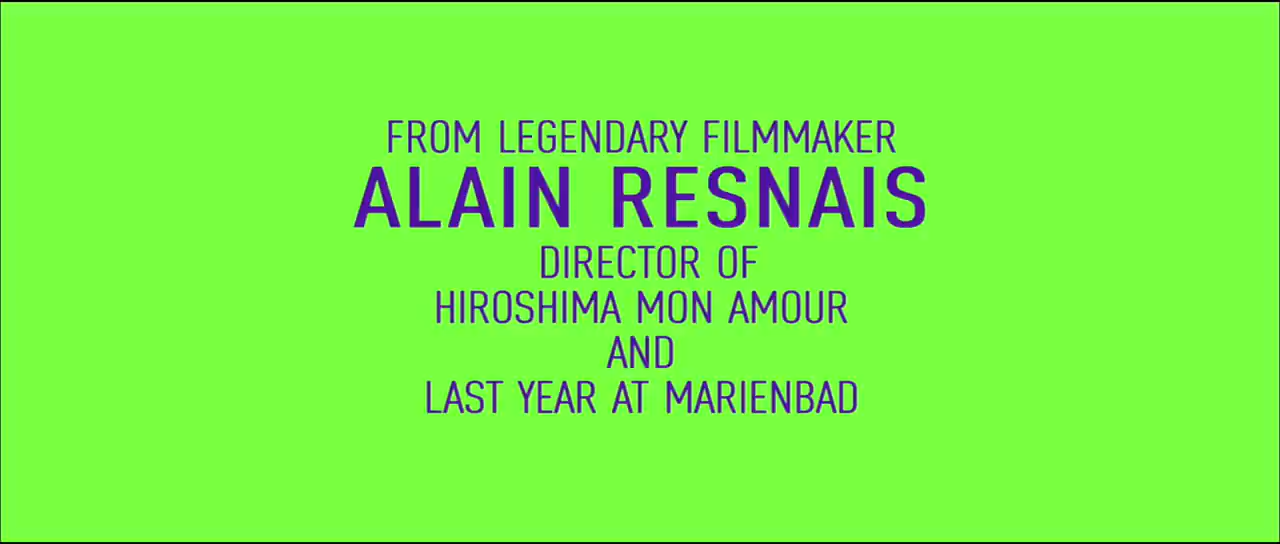 FROM LEGENDARY FILMMAKER
ALAIN RESNAIS
DIRECTOR OF
HIROSHIMA MON AMOUR
AND
LAST YEAR AT MARIENBAD